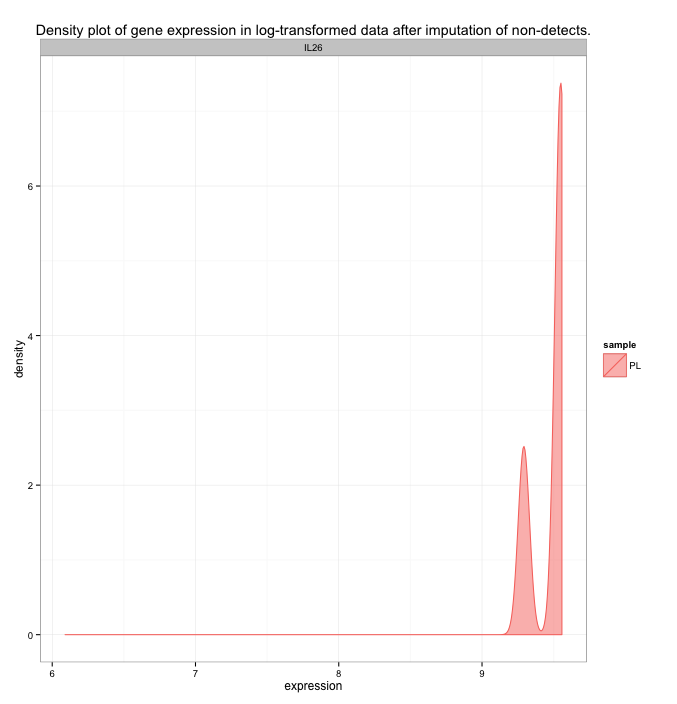 Density plot of gene expression in log-transformed data after imputation of non-detects.
IL26
6
4
2
0
density
6 7 8 9
expression
sample
PL